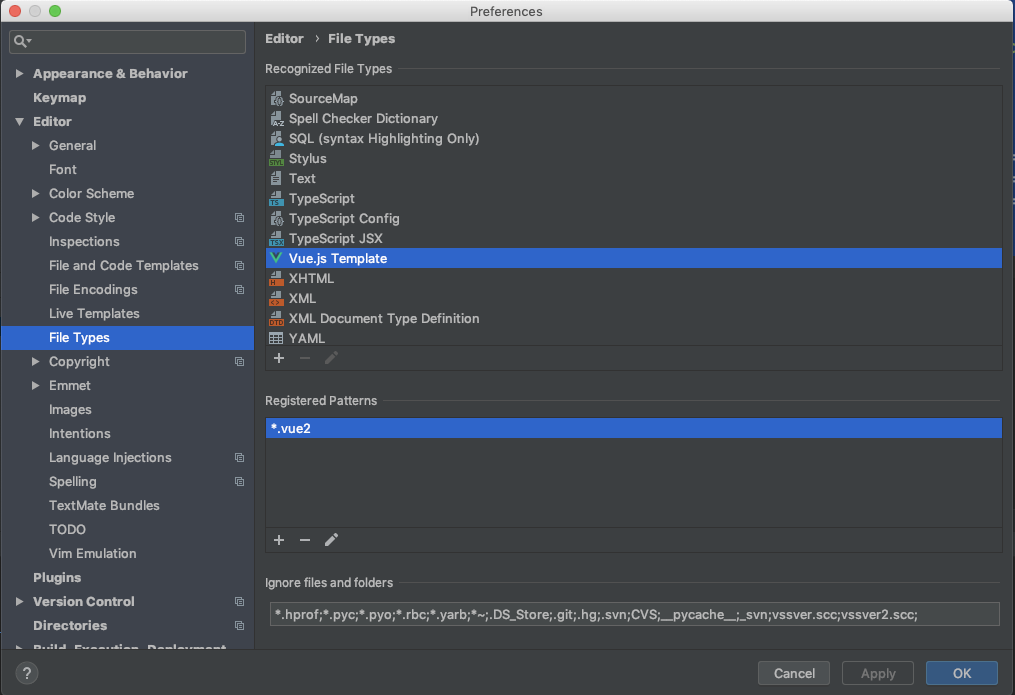 Preferences
Editor › File Types
Appearance & Behavior
Keymap
Editor
General
Font
Color Scheme
Code Style
Inspections
File and Code Templates
File Encodings
Live Templates
File Types
Copyright
Emmet
Images
Intentions
Language Injections
Spelling
TextMate Bundles
TODO
Vim Emulation
Plugins
Version Control
Directories
Build, Execution, Deployment
Recognized File Types
SourceMap
Spell Checker Dictionary
SQL (syntax Highlighting Only)
Stylus
Text
TypeScript
TypeScript Config
TypeScript JSX
Vue.js Template
XHTML
XML
XML Document Type Definition
YAML
Registered Patterns
*.vue2
Ignore files and folders
*.hprof;*.pyc;*.pyo;*.rbc;*.yarb;*~;.DS_Store;.git;.hg;.svn;CVS;__pycache__;_svn;vssver.scc;vssver2.scc;
?
Cancel
Apply
OK